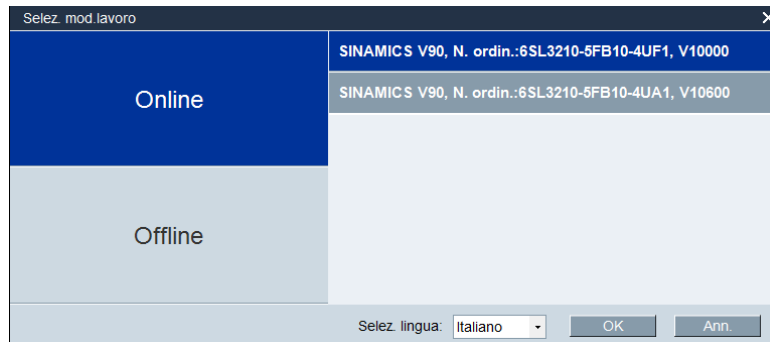 Selez. mod.lavoro
SINAMICS V90, N. ordin.:6SL3210-5FB10-4UF1, V10000
SINAMICS V90, N. ordin.:6SL3210-5FB10-4UA1, V10600
Online
Offline
Selez. lingua: Italiano OK Ann.